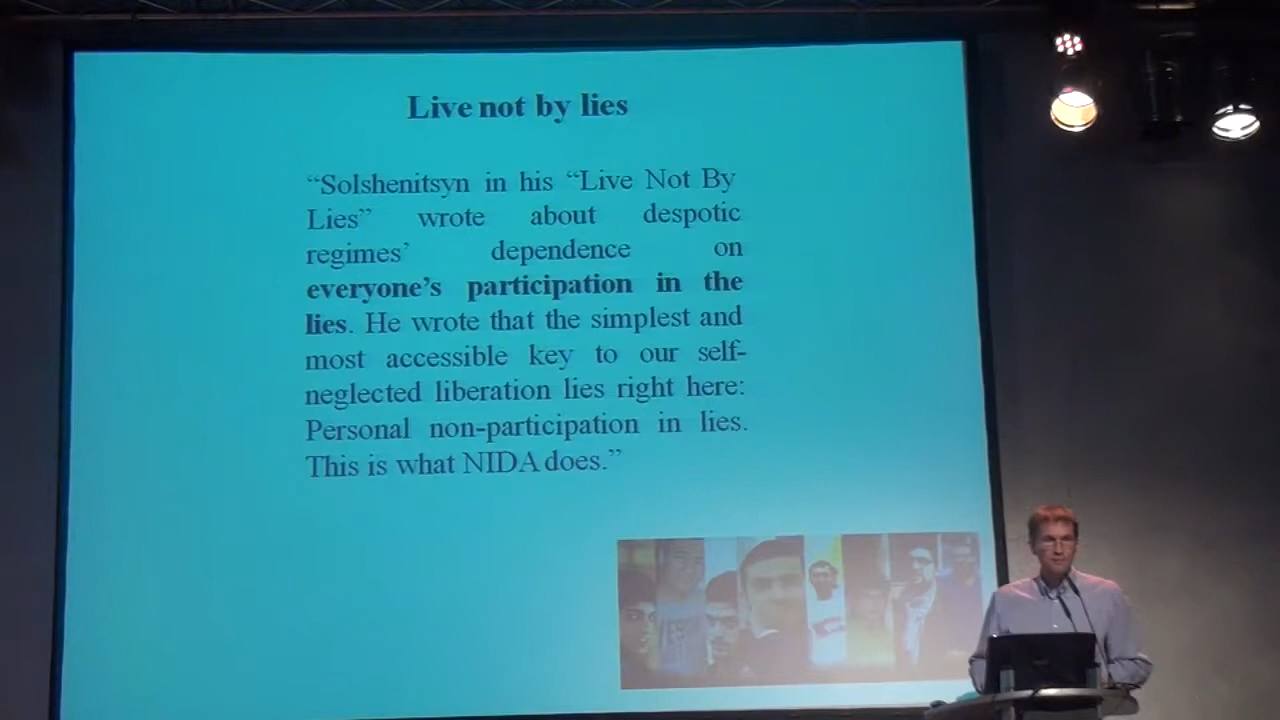 Live not by lies
“Solshenitsyn in his “Live Not By
Lies” wrote about despotic
regimes’ dependence on
everyone’s participation in the
lies. He wrote that the simplest and
most accessible key to our self-
neglected liberation lies right here:
Personal non-participation in lies.
This is what NIDA does.”